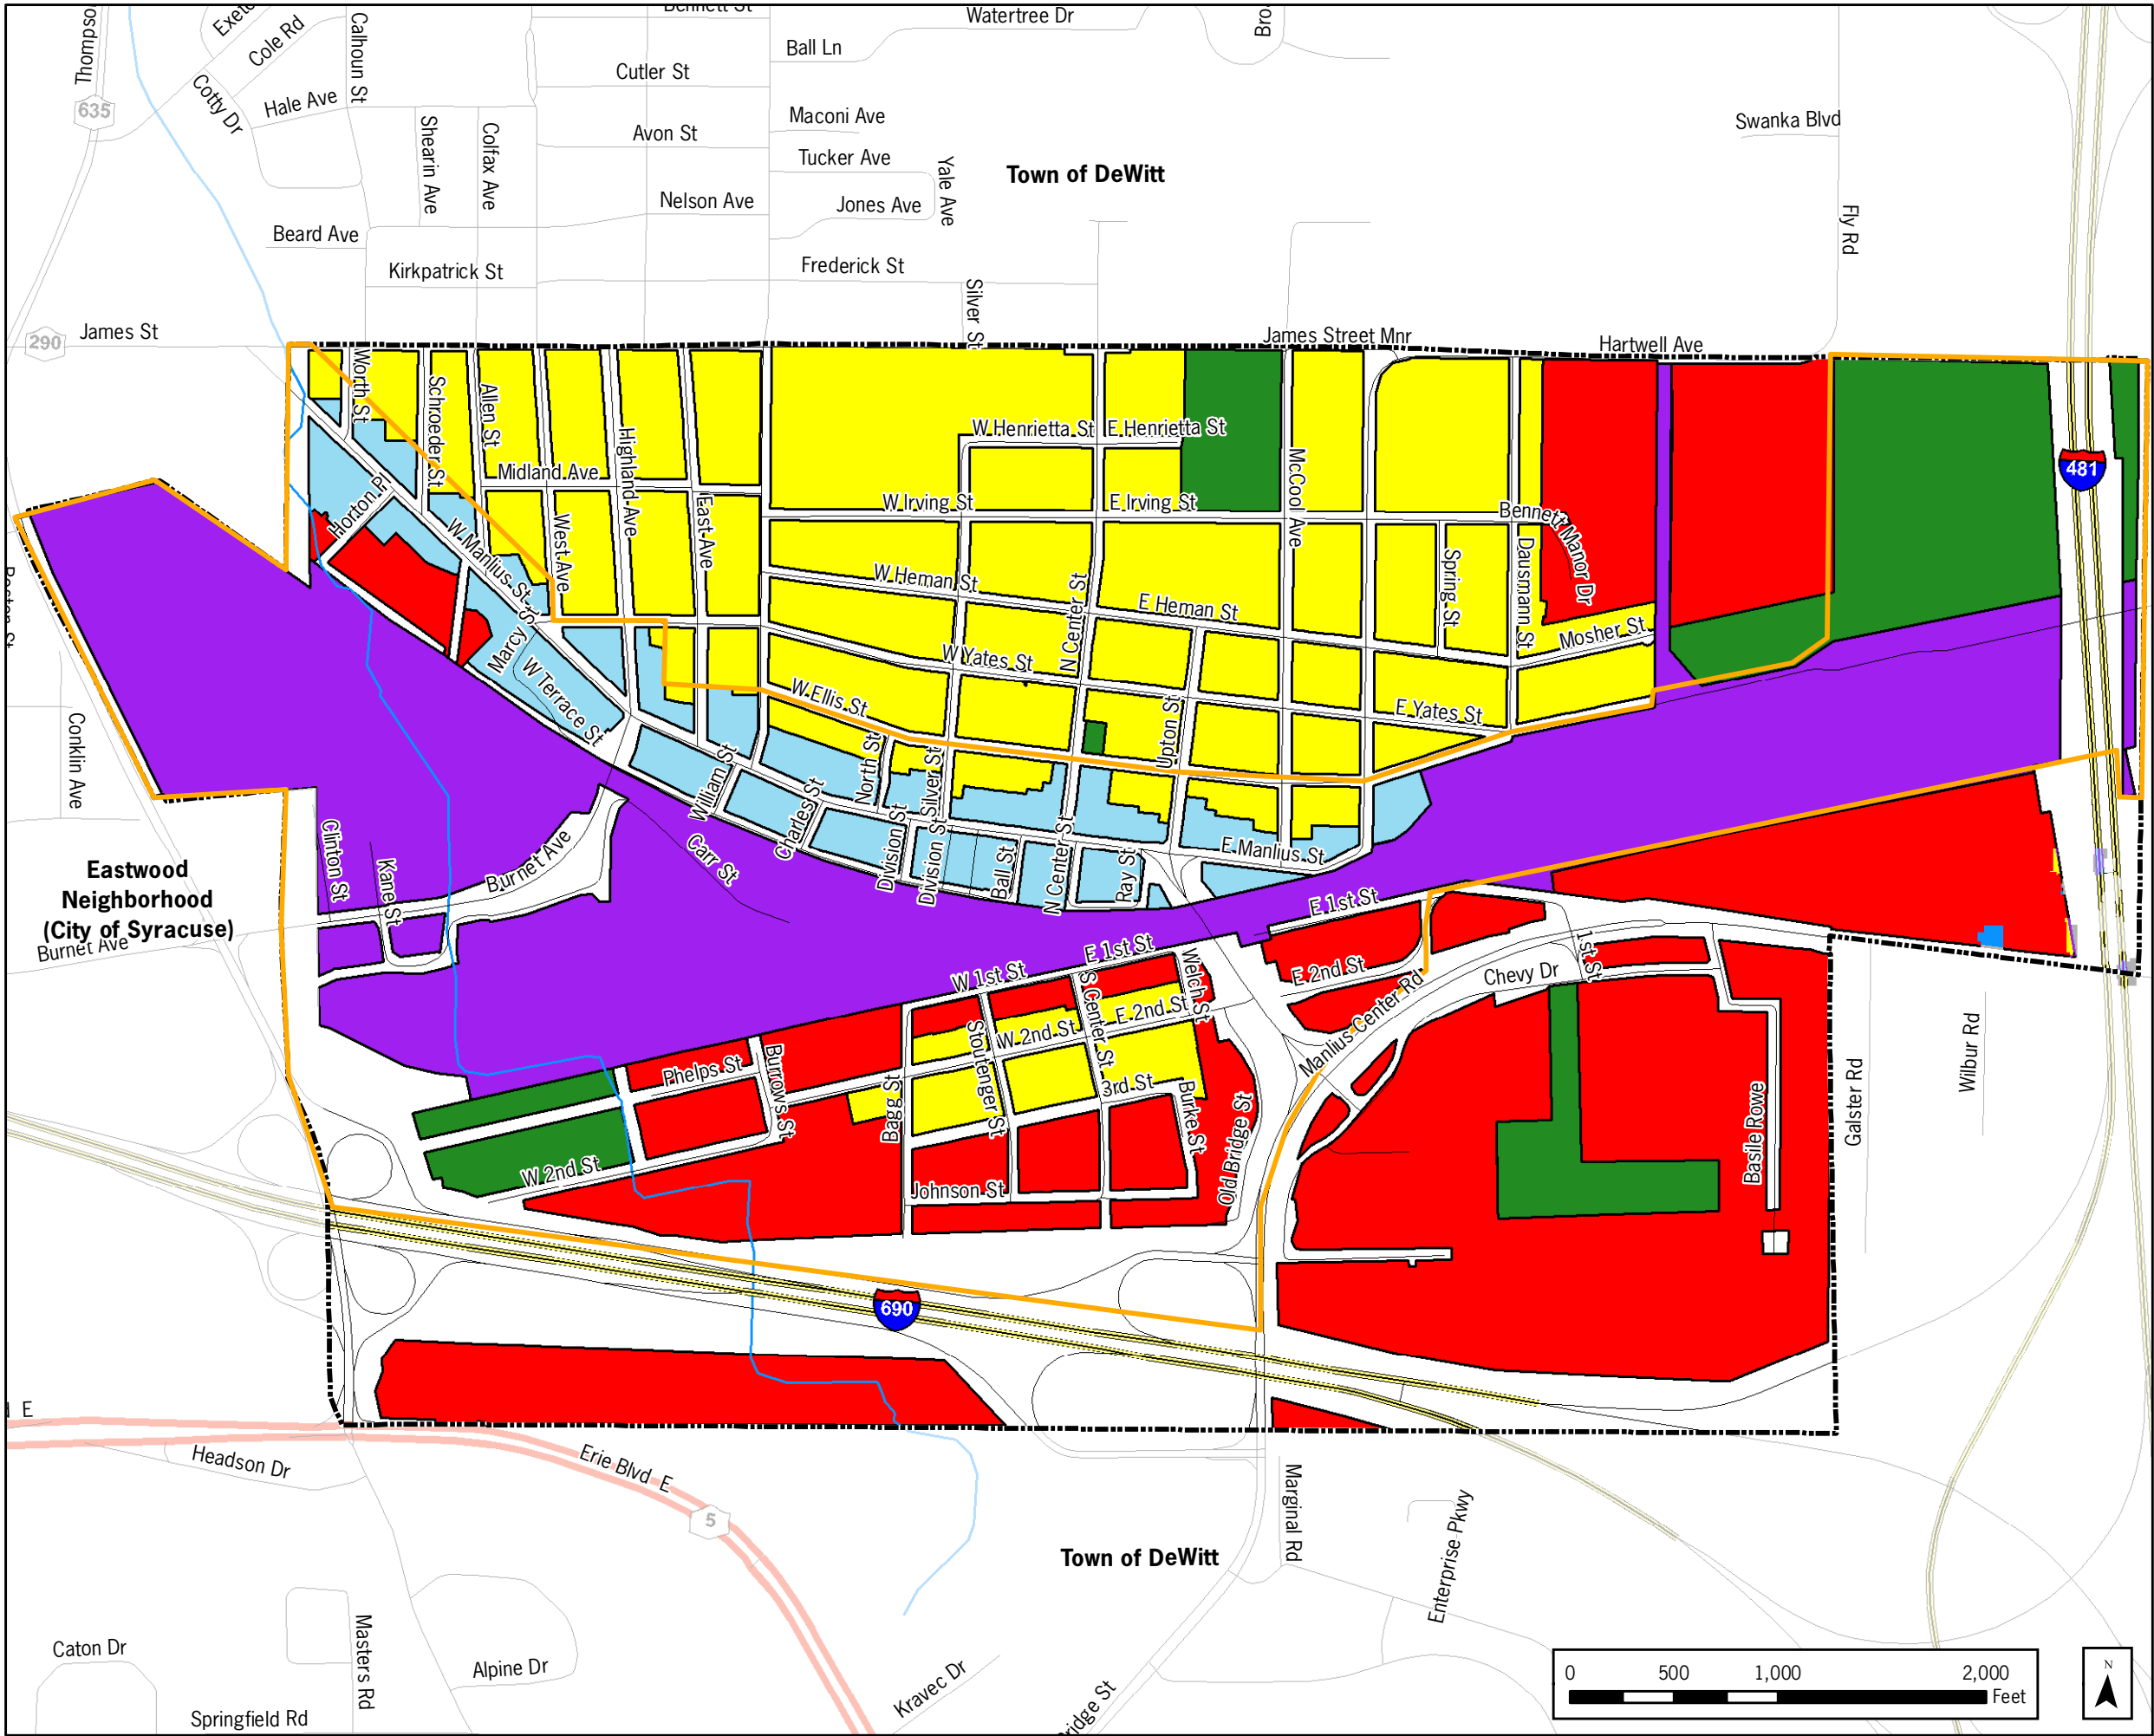 Watertree Dr
Ball Ln
Cole Rd
Calhoun St
Cutler St
635
Cotty Dr
Hale Ave
Maconi Ave
Swanka Blvd
Shearin Ave
Colfax Ave
Avon St
Tucker Ave
Yale Ave
Town of DeWitt
Nelson Ave
Jones Ave
Fly Rd
Beard Ave
Kirkpatrick St
Frederick St
Silver St
290
James St
James Street Mnr
Hartwell Ave
Worth St
Schroeder St
Allen St
Highland Ave
W Henrietta St
E Henrietta St
McCool Ave
481
Midland Ave
Horton Pl
W Irving St
E Irving St
Bennett Manor Dr
West Ave
East Ave
W Manlius St
Spring St
Dausmann St
W Heman St
E Heman St
N Center St
Mosher St
Marcy St
W Terrace St
W Yates St
W Ellis St
Upton St
E Yates St
Conklin Ave
North St
Silver St
William St
Charles St
Division St
Division St
Ball St
N Center St
Ray St
E Manlius St
Clinton St
Kane St
Burnet Ave
Carr St
Eastwood
Neighborhood
(City of Syracuse)
Burnet Ave
E 1st St
E 1st St
W 1st St
Welch St
1st St
E 2nd St
Chevy Dr
S Center St
E 2nd St
W 2nd St
Stoutenger St
Manlius Center Rd
Wilbur Rd
Phelps St
Burrows St
3rd St
Bagg St
Burke St
Old Bridge St
Basile Rowe
Galster Rd
W 2nd St
Johnson St
690
E
Headson Dr
Erie Blvd E
5
Marginal Rd
Enterprise Pkwy
Town of DeWitt
Caton Dr
Masters Rd
Alpine Dr
Kravec Dr
Springfield Rd
0 500 1,000 2,000
Feet
N